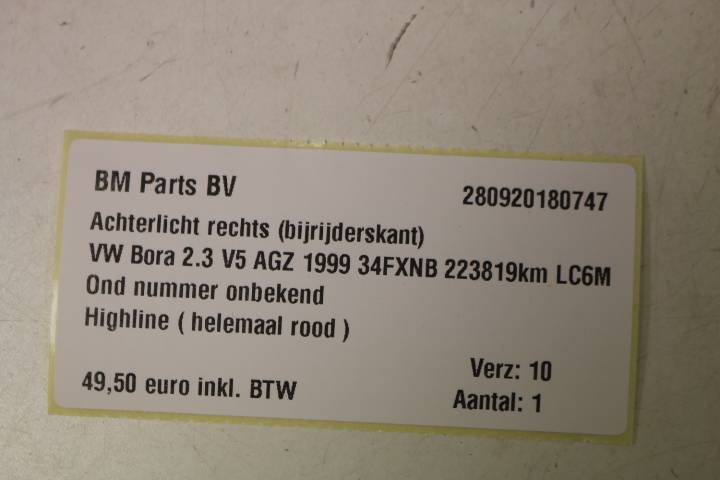 BM Parts BV 280920180747
Achterlicht rechts (bijrijderskant)
VW Bora 2.3 V5 AGZ 1999 34FXNB 223819km LC6M
Ond nummer onbekend
Highline ( helemaal rood )
Verz: 10
49,50 euro inkl. BTW
Aantal: 1